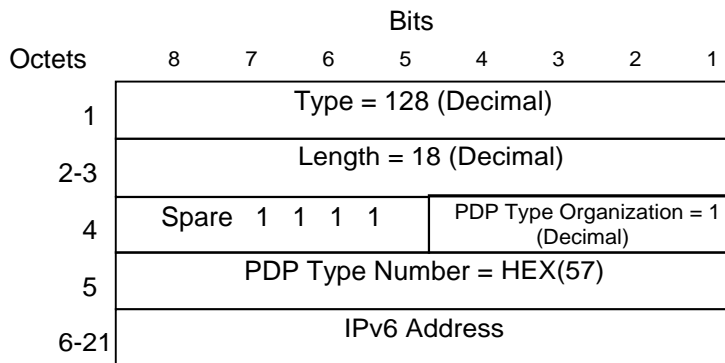 Bits
Octets 8 7 6 5 4 3 2 1
1 Type = 128 (Decimal)
2-3 Length = 18 (Decimal)
4 Spare 1 1 1 1 PDP Type Organization = 1
(Decimal)
5 PDP Type Number = HEX(57)
6-21 IPv6 Address